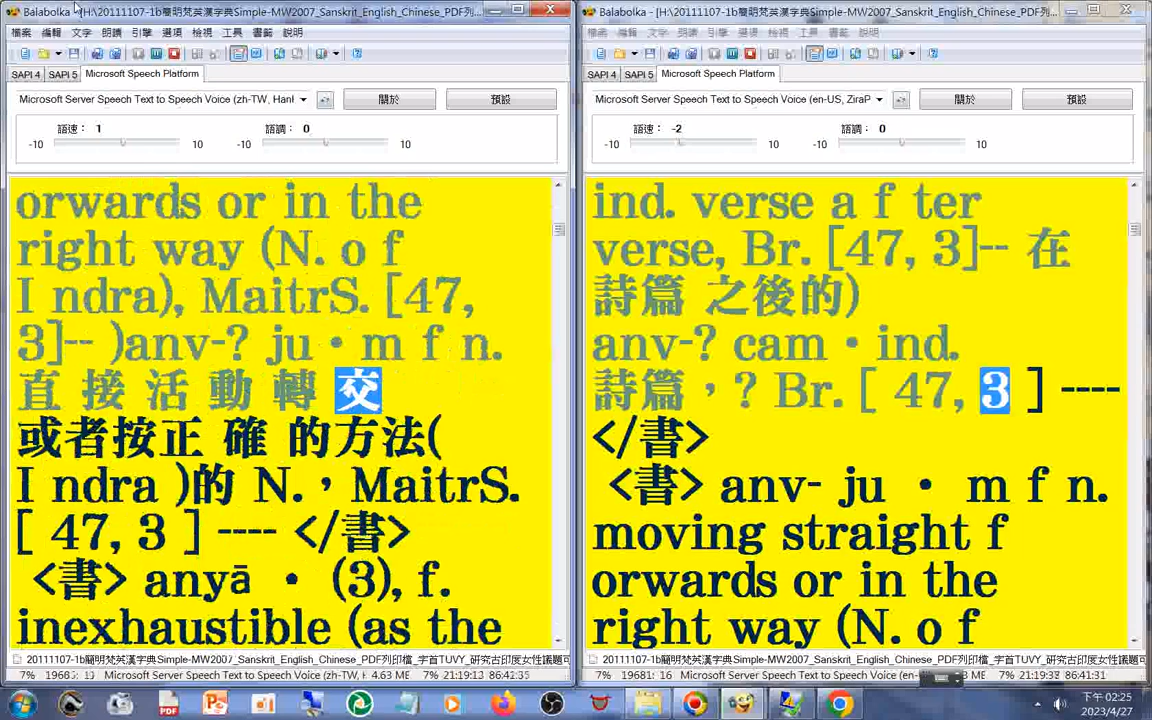 Balabolka - [H:\20111107-1b簡明梵英漢字典Simple-MW2007_Sanskrit_English_Chinese_PDF列...
檔案 編輯 文字 朗讀 引擎 選項 檢視 工具 書籤 說明
SAPI 4 SAPI 5 Microsoft Speech Platform
Microsoft Server Speech Text to Speech Voice (zh-TW, Hanl
關於 預設
語速： 1 語調： 0
-10 10 -10 10
orwards or in the
right way (N. o f
I ndra), MaitrS. [47,
3]-- )anv-? ju • m f n.
直 接 活 動 轉 交
或者按正 確 的方法(
I ndra )的 N.，MaitrS.
[ 47, 3 ] ---- </書>
<書> anyā • (3), f.
inexhaustible (as the
20111107-1b簡明梵英漢字典Simple-MW2007_Sanskrit_English_Chinese_PDF列印檔_字首TUVY_研究古印度女性議題可
7% 19685: 13 Microsoft Server Speech Text to Speech Voice (zh-TW, H 4.63 ME 7% 21:19:13 86:42:35
Balabolka - [H:\20111107-1b簡明梵英漢字典Simple-MW2007_Sanskrit_English_Chinese_PDF列印...
檔案 編輯 文字 朗讀 引擎 選項 檢視 工具 書籤 說明
SAPI 4 SAPI 5 Microsoft Speech Platform
Microsoft Server Speech Text to Speech Voice (en-US, ZiraP
關於 預設
語速： -2 語調： 0
-10 10 -10 10
ind. verse a f ter
verse, Br. [47, 3]-- 在
詩篇 之後的)
anv-? cam • ind.
詩篇，? Br. [ 47, 3 ] ----
</書>
<書> anv- ju • m f n.
moving straight f
orwards or in the
right way (N. o f
20111107-1b簡明梵英漢字典Simple-MW2007_Sanskrit_English_Chinese_PDF列印檔_字首TUVY_研究古印度女性議題可
7% 19681: 16 Microsoft Server Speech Text to Speech Voice (en-US, Z 4.63 ME 7% 21:19:12 86:41:31
下午 02:25
2023/4/27